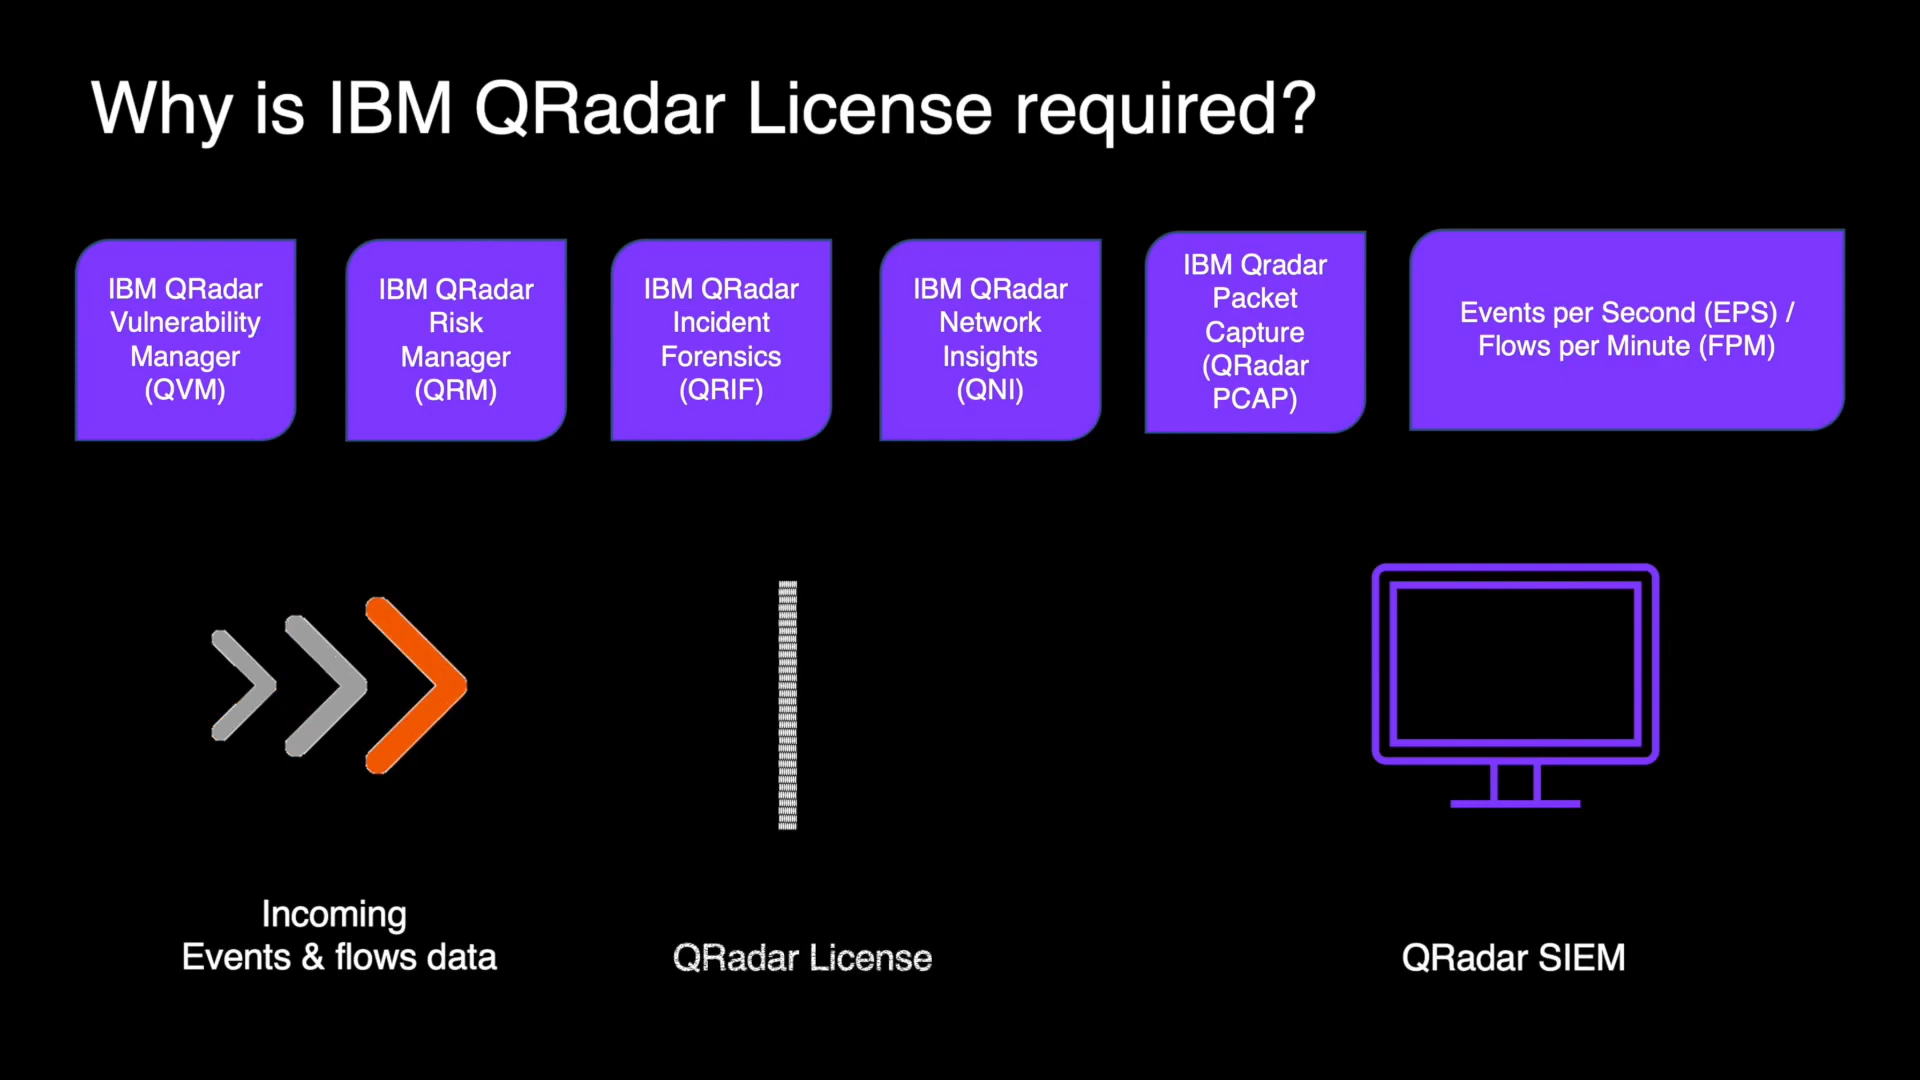 Why is IBM QRadar License required?
IBM QRadar
Vulnerability
Manager
(QVM)
IBM QRadar
Risk
Manager
(QRM)
IBM QRadar
Incident
Forensics
(QRIF)
IBM QRadar
Network
Insights
(QNI)
IBM Qradar
Packet
Capture
(QRadar
PCAP)
Events per Second (EPS) /
Flows per Minute (FPM)
Incoming
Events & flows data
QRadar License
QRadar SIEM